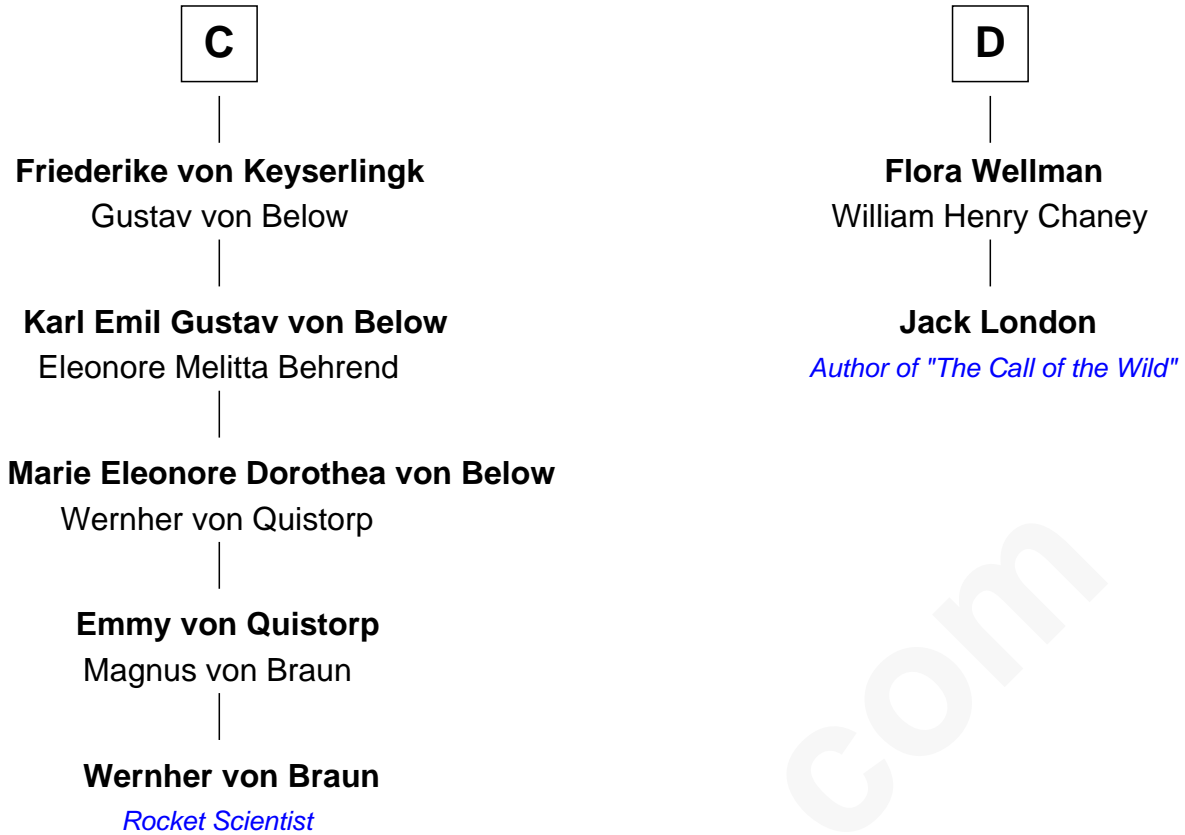 C
Friederike von Keyserlingk
Gustav von Below
Karl Emil Gustav von Below
Eleonore Melitta Behrend
Marie Eleonore Dorothea von Below
Wernher von Quistorp
Emmy von Quistorp
Magnus von Braun
Wernher von Braun
Rocket Scientist
D
Flora Wellman
William Henry Chaney
Jack London
Author of "The Call of the Wild"
com